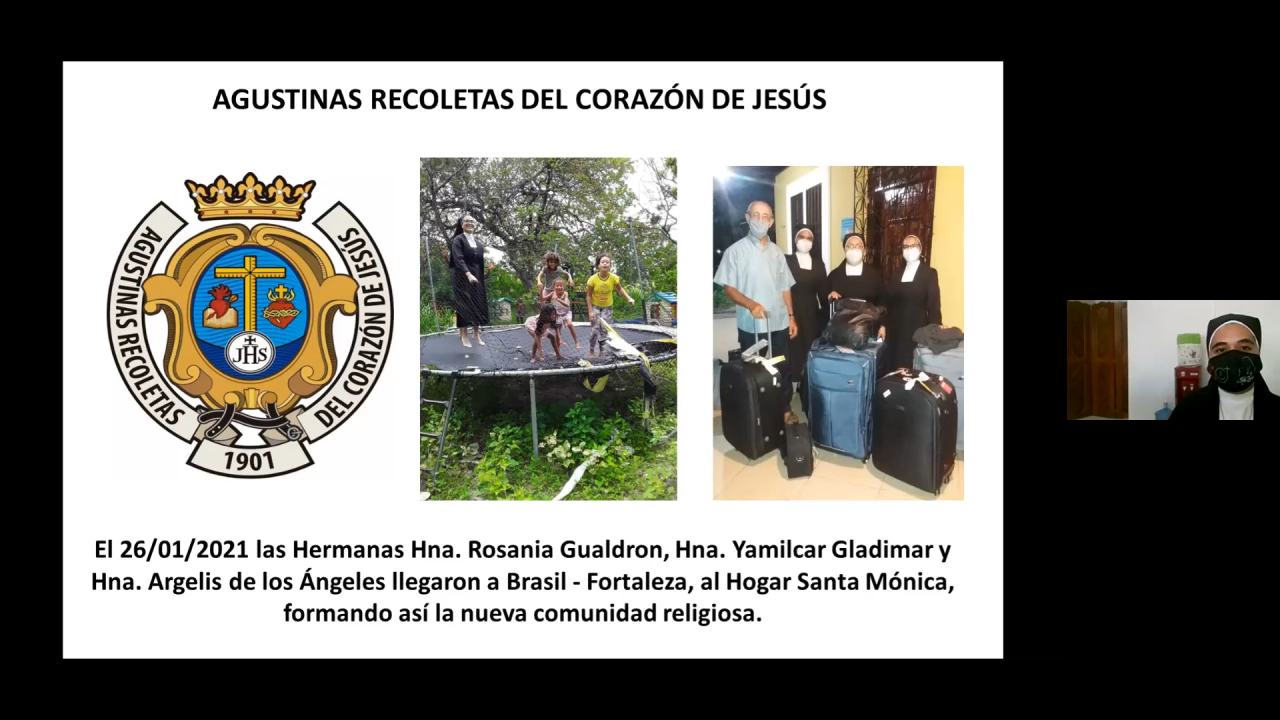 AGUSTINAS RECOLETAS DEL CORAZÓN DE JESÚS
AGUSTINAS RECOLETAS
DEL CORAZÓN DE JESÚS
JHS
1901
El 26/01/2021 las Hermanas Hna. Rosania Gualdron, Hna. Yamilcar Gladimar y
Hna. Argelis de los Ángeles llegaron a Brasil - Fortaleza, al Hogar Santa Mónica,
formando así la nueva comunidad religiosa.